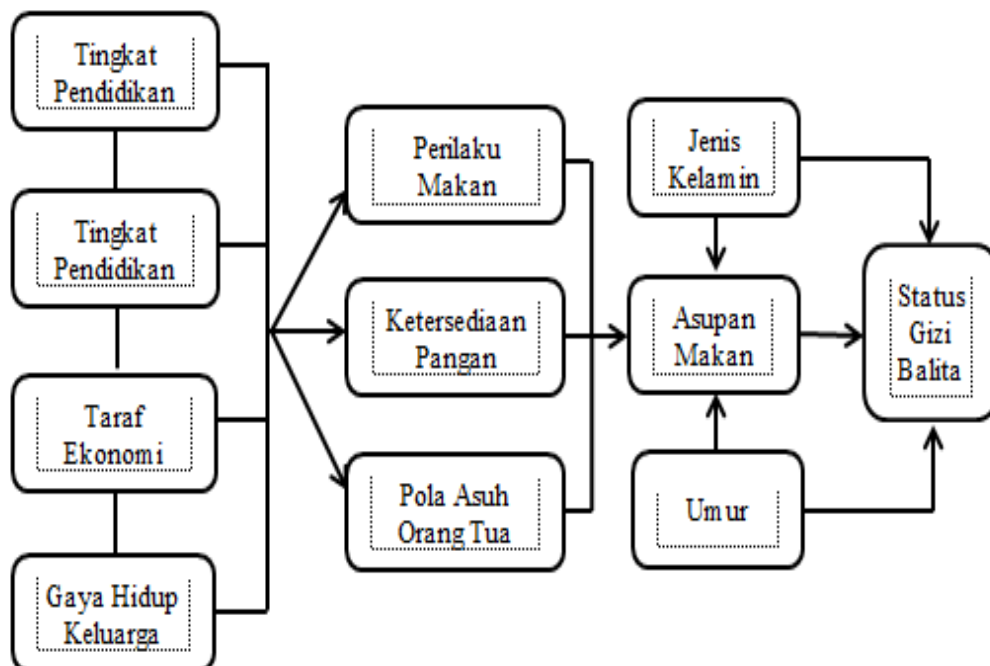 Tingkat
Pendidikan
Tingkat
Pendidikan
Taraf
Ekonomi
Gaya Hidup
Keluarga
Perilaku
Makan
Ketersediaan
Pangan
Pola Asuh
Orang Tua
Jenis
Kelamin
Asupan
Makan
Umur
Status
Gizi
Balita